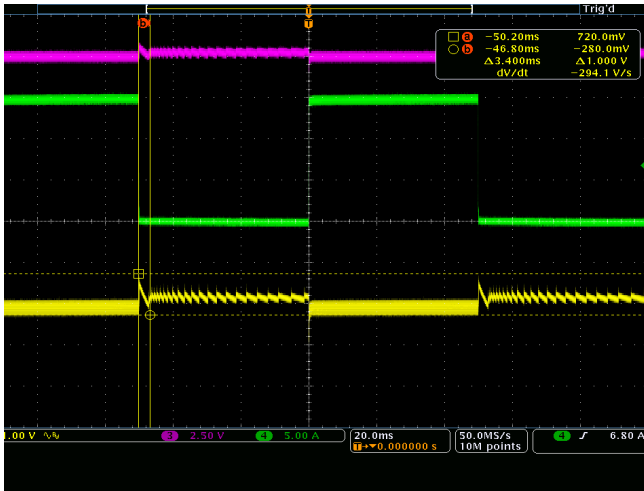 Trig'd
T
b
T
a −50.20ms 720.0mV
b −46.80ms −280.0mV
Δ3.400ms Δ1.000 V
dV/dt −294.1 V/s
1.00 V 3 2.50 V 4 5.00 A 20.0ms 50.0MS/s 4 6.80 A
T→▼0.000000 s 10M points